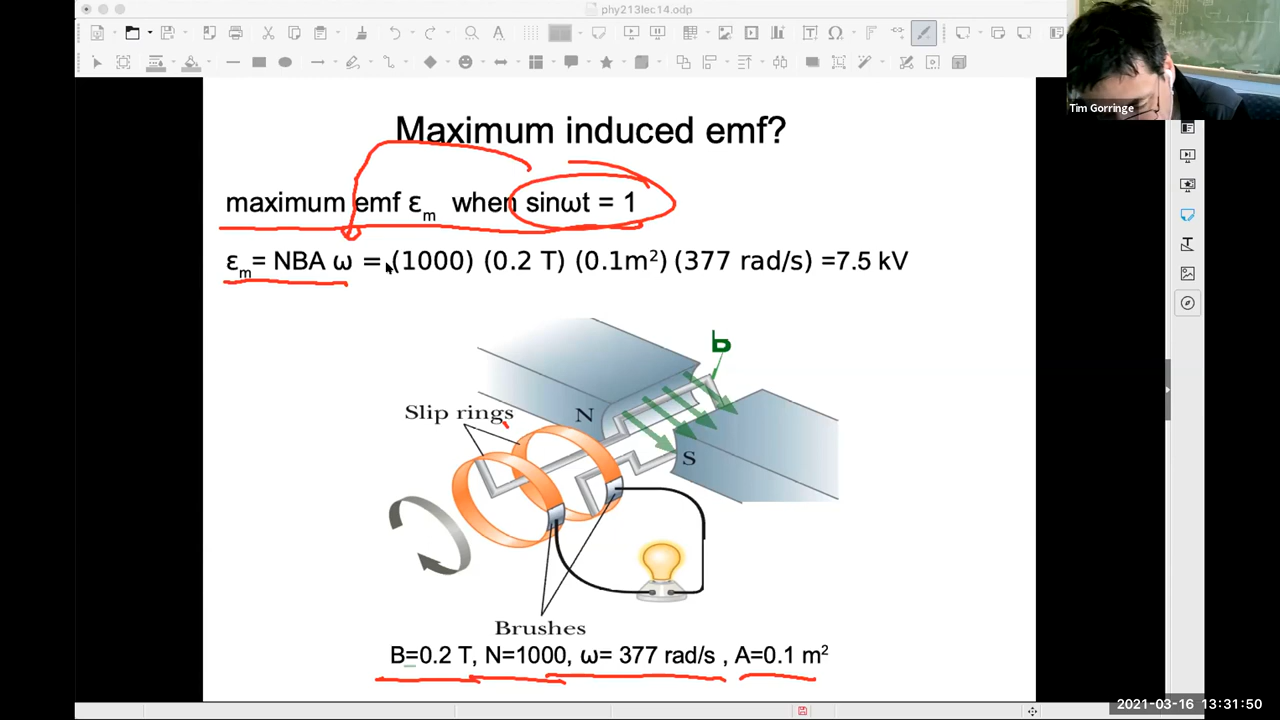 phy213lec14.odp
Tim Gorringe
Maximum induced emf?
maximum emf εm when sinωt = 1
εm= NBA ω = (1000) (0.2 T) (0.1m²) (377 rad/s) =7.5 kV
b
Slip rings
N
S
Brushes
B=0.2 T, N=1000, ω= 377 rad/s , A=0.1 m²
2021-03-16 13:31:50